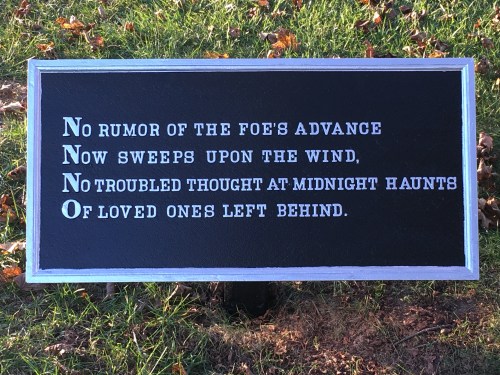 No rumor of the foe's advance
Now sweeps upon the wind,
No troubled thought at midnight haunts
Of loved ones left behind.